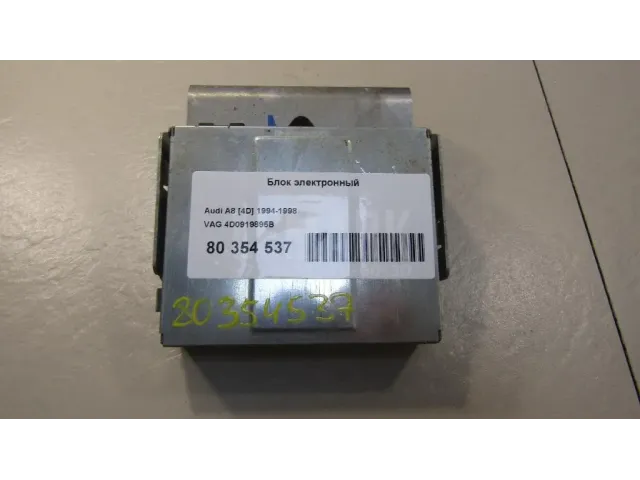 Блок электронный
Audi A8 [4D] 1994-1998
VAG 4D0919895B
80 354 537
80354537